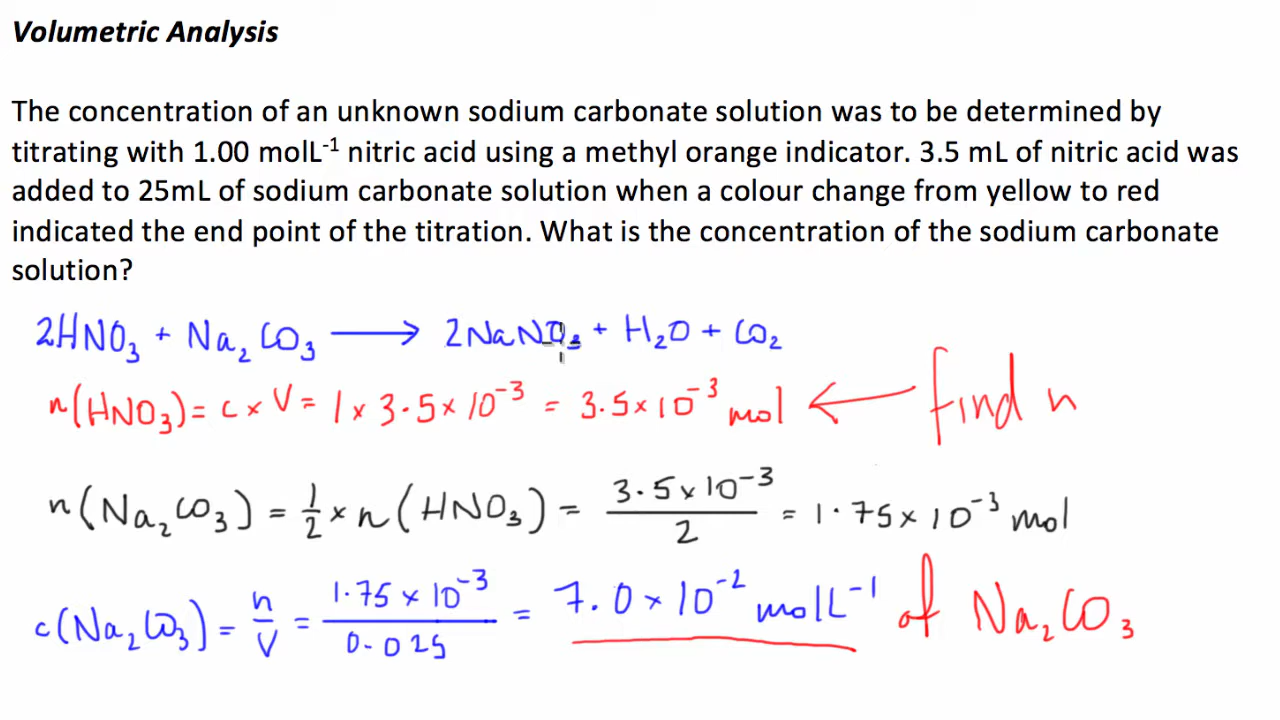 Volumetric Analysis
The concentration of an unknown sodium carbonate solution was to be determined by
titrating with 1.00 molL⁻¹ nitric acid using a methyl orange indicator. 3.5 mL of nitric acid was
added to 25mL of sodium carbonate solution when a colour change from yellow to red
indicated the end point of the titration. What is the concentration of the sodium carbonate
solution?
2HNO₃ + Na₂CO₃ ⟶ 2NaNO₃ + H₂O + CO₂
n(HNO₃) = c × V = 1 × 3.5 × 10⁻³ = 3.5 × 10⁻³ mol ← find n
n(Na₂CO₃) = 1/2 × n(HNO₃) = 3.5 × 10⁻³/2 = 1.75 × 10⁻³ mol
c(Na₂CO₃) = n/V = 1.75 × 10⁻³/0.025 = 7.0 × 10⁻² molL⁻¹ of Na₂CO₃